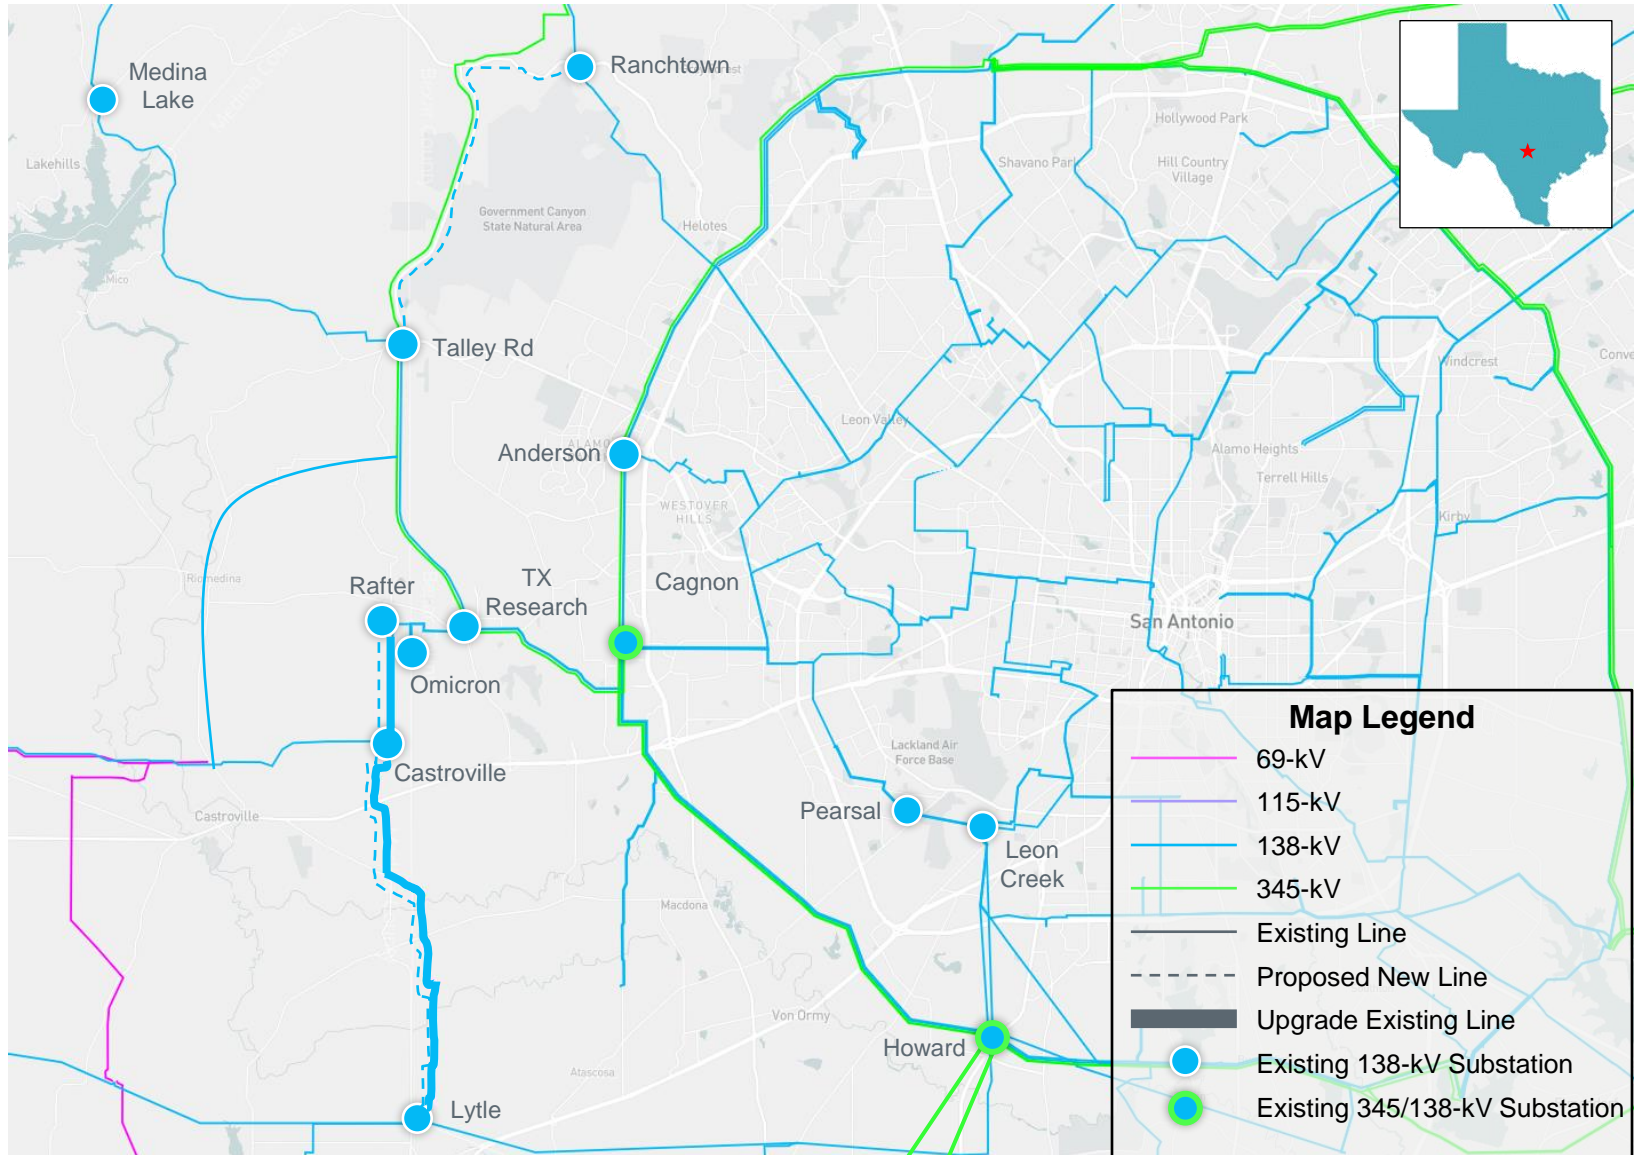 Medina
Lake
Ranchtown
Hollywood Park
Shavano Park
Hill Country
Village
Lakehills
Government Canyon
State Natural Area
Helotes
Mico
Talley Rd
Windcrest
Conve
Leon Valley
Anderson
Alamo Heights
Terrell Hills
WESTOVER
HILLS
Kirby
Riomedina
Rafter
TX
Research
Cagnon
San Antonio
Omicron
Castroville
Lackland Air
Force Base
Castroville
Pearsal
Leon
Creek
Macdona
Von Ormy
Howard
Atascosa
Lytle
Map Legend
69-kV
115-kV
138-kV
345-kV
Existing Line
Proposed New Line
Upgrade Existing Line
Existing 138-kV Substation
Existing 345/138-kV Substation